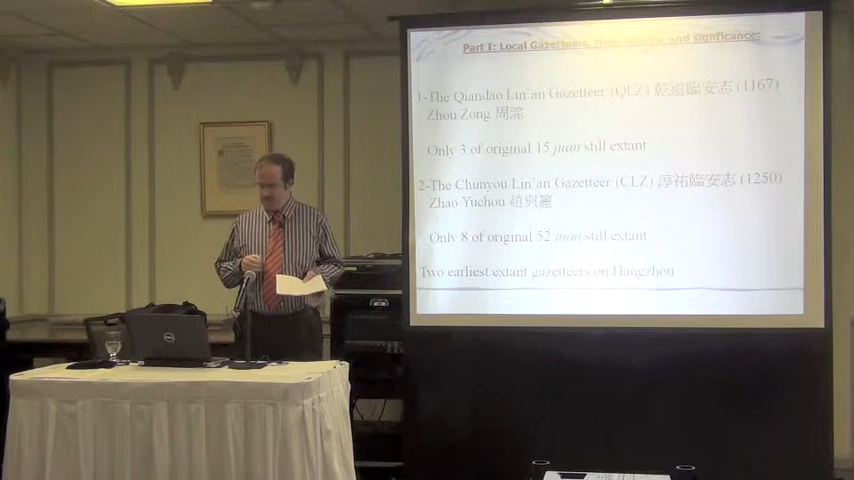 Part I: Local Gazetteers, their nature, and signficance:
1-The Qiandao Lin'an Gazetteer (QLZ) 乾道臨安志 (1167)
Zhou Zong 周淙
Only 3 of original 15 juan still extant
2-The Chunyou Lin'an Gazetteer (CLZ) 淳祐臨安志 (1250)
Zhao Yuchou 趙與𥲅
Only 8 of original 52 juan still extant
Two earliest extant gazetteers on Hangzhou
DELL